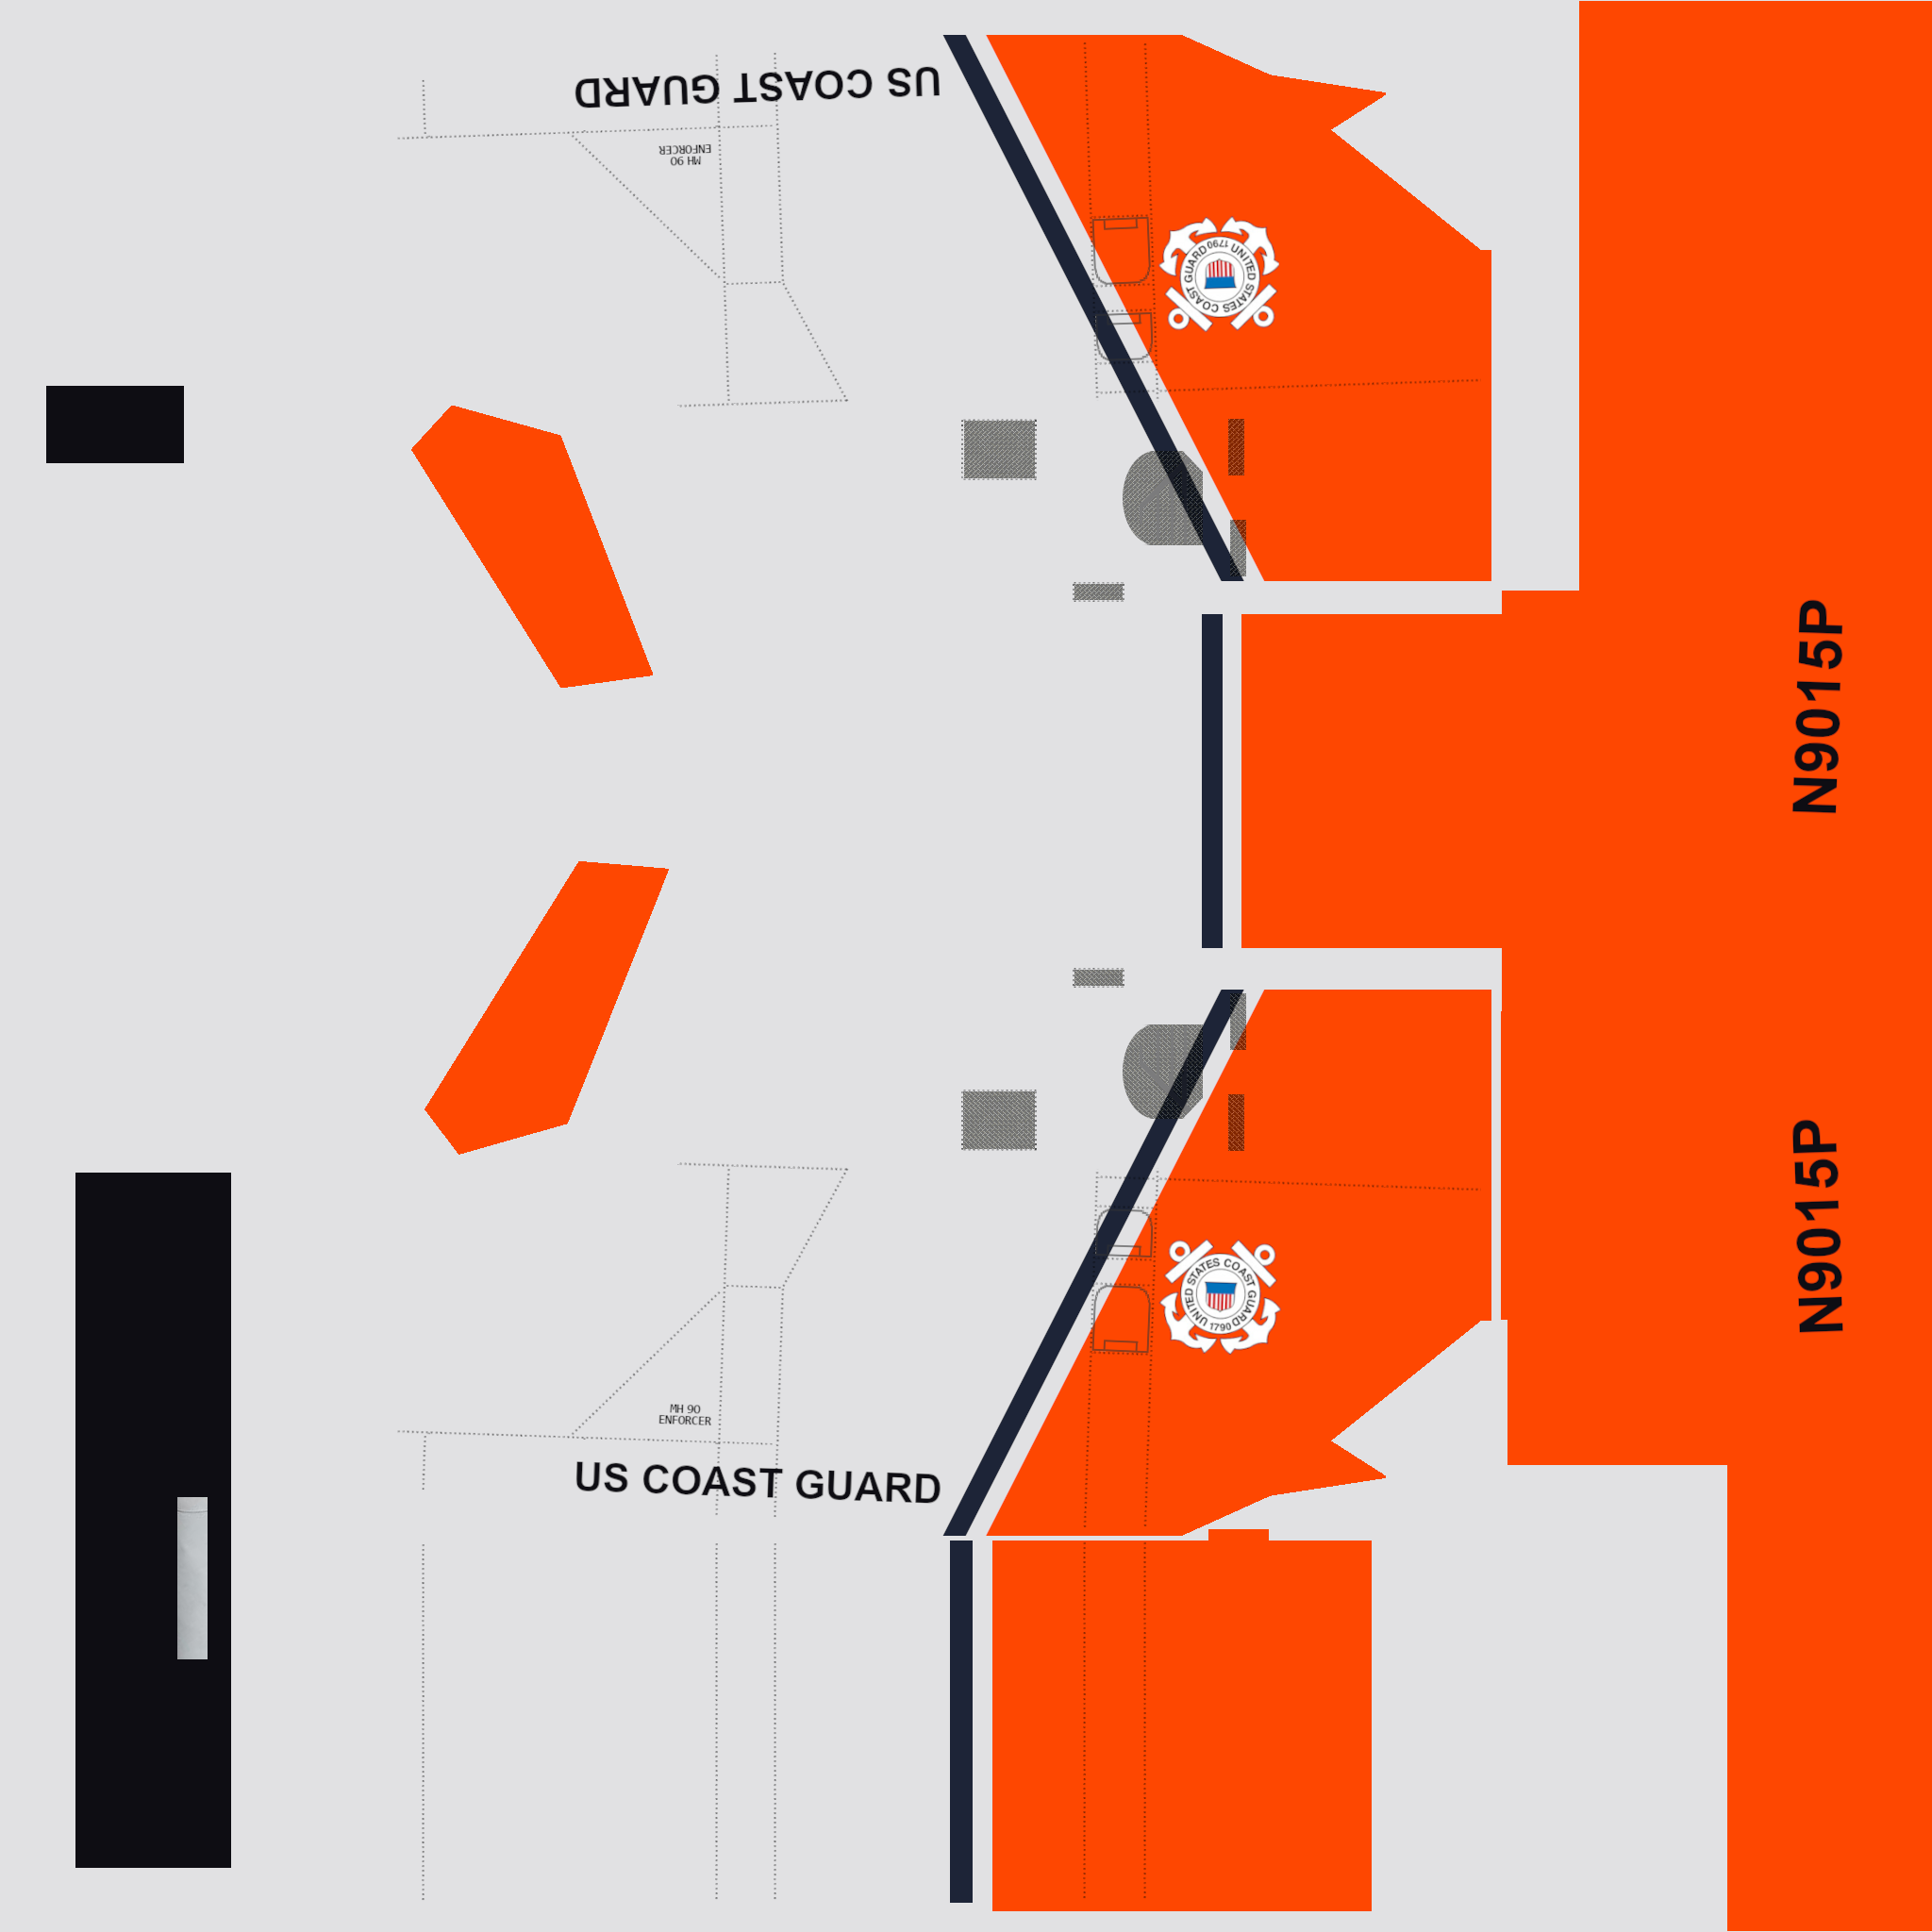 US COAST GUARD
MH 90
ENFORCER
UNITED STATES COAST GUARD 1790
N9015P
N9015P
UNITED STATES COAST GUARD 1790
MH 90
ENFORCER
US COAST GUARD